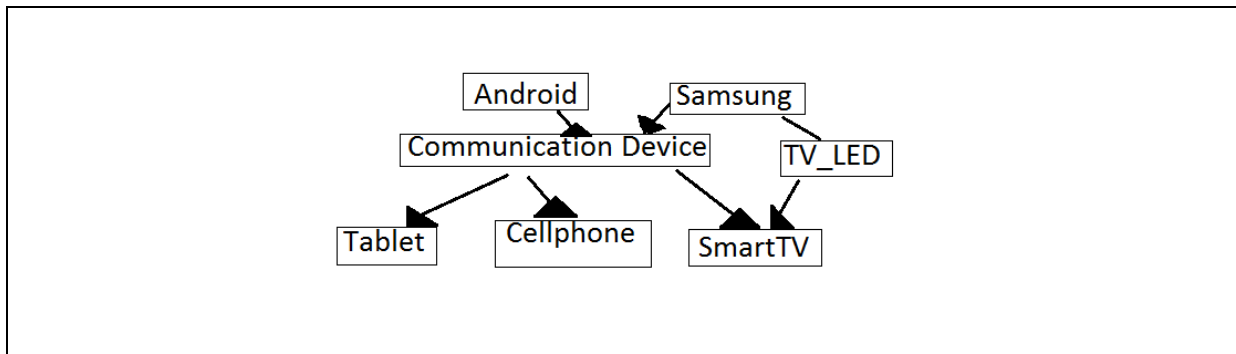 Android
Samsung
Communication Device
TV_LED
Tablet
Cellphone
SmartTV